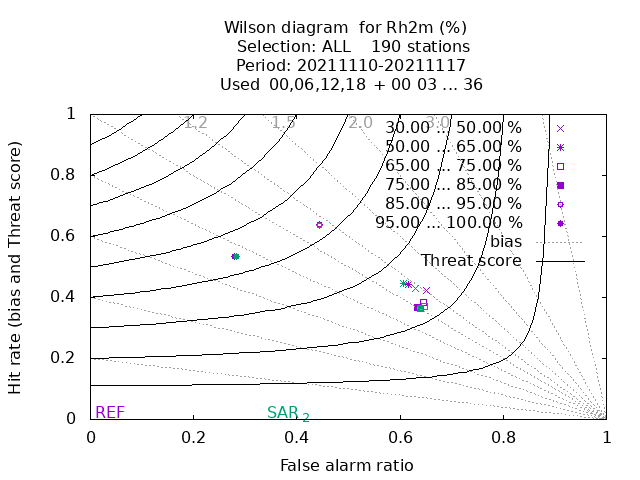 Wilson diagram  for Rh2m (%)
Selection: ALL    190 stations
Period: 20211110-20211117
Used  00,06,12,18  + 00 03 ... 36
1.2 1.5 2.0 3.0
30.00 ... 50.00 %
50.00 ... 65.00 %
65.00 ... 75.00 %
75.00 ... 85.00 %
85.00 ... 95.00 %
95.00 ... 100.00 %
bias
Threat score
Hit rate (bias and Threat score)
1
0.8
0.6
0.4
0.2
0
REF SAR 2
0 0.2 0.4 0.6 0.8 1
False alarm ratio